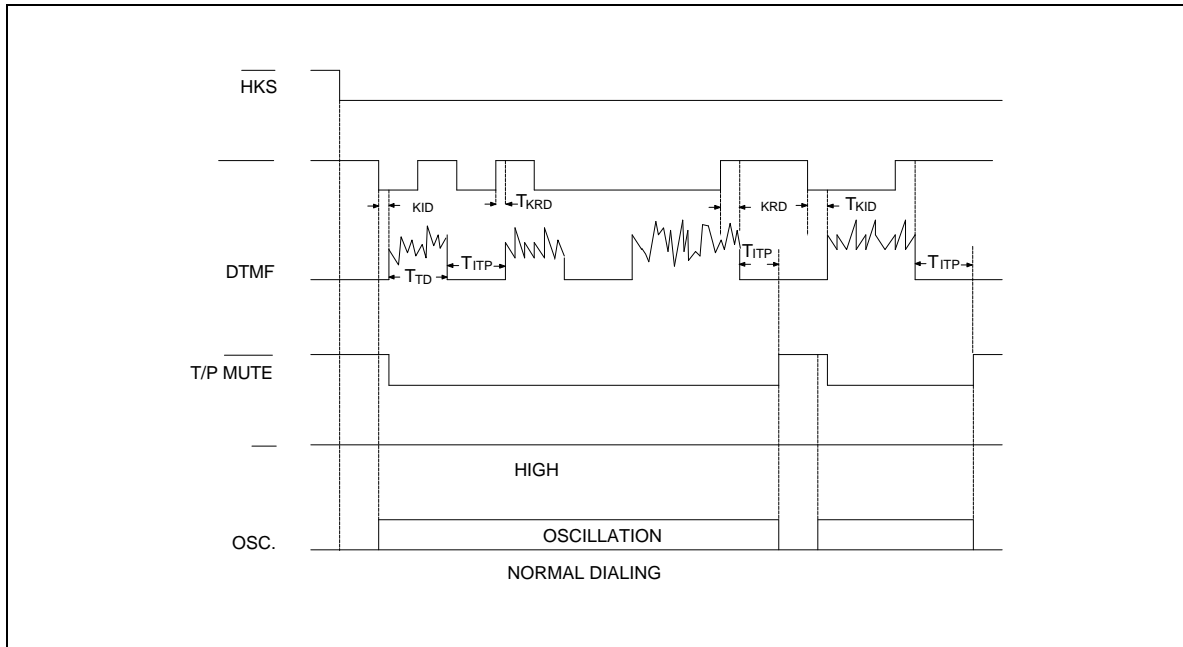 HKS
KID
TKRD
KRD
TKID
DTMF
TTD
TITP
TITP
TITP
T/P MUTE
HIGH
OSC.
OSCILLATION
NORMAL DIALING